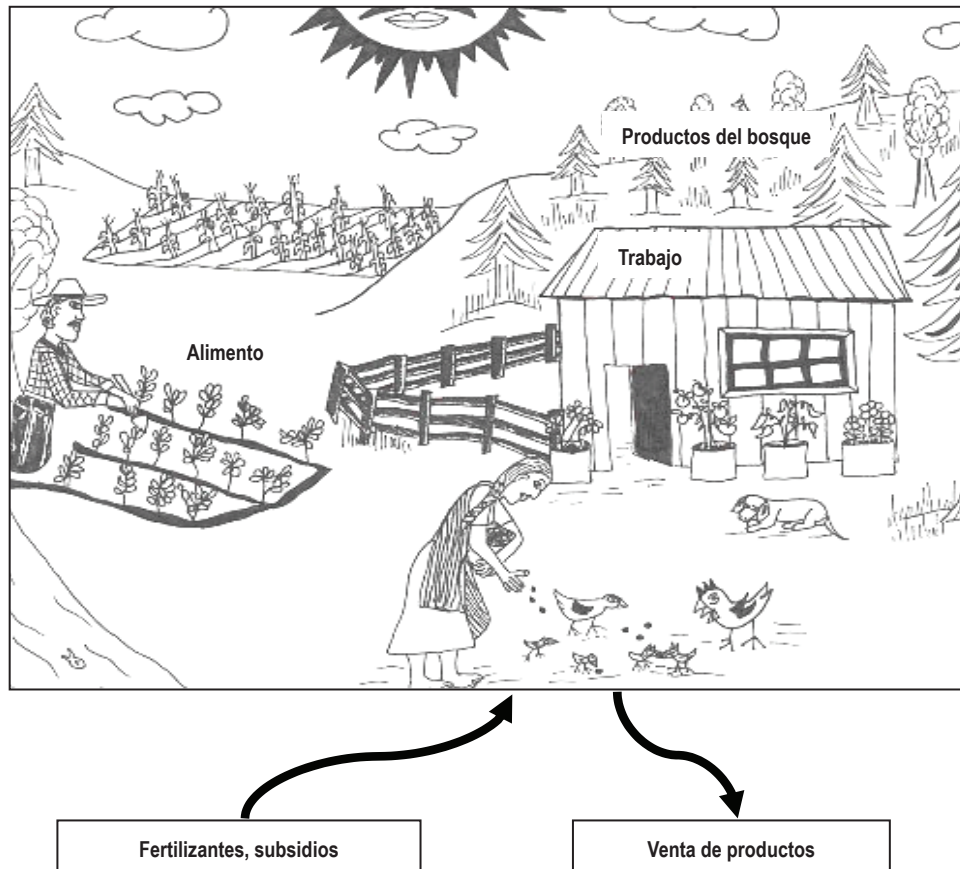 Productos del bosque
Trabajo
Alimento
Fertilizantes, subsidios
Venta de productos